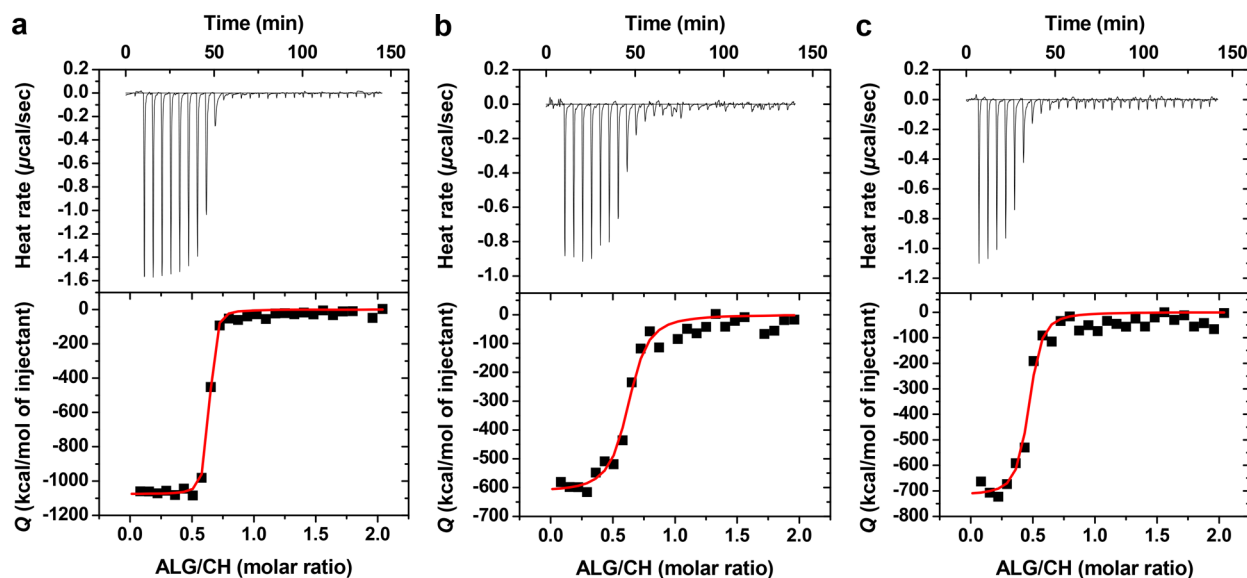 a
Time (min)
0 50 100 150
Heat rate (µcal/sec)
0.2
0.0
-0.2
-0.4
-0.6
-0.8
-1.0
-1.2
-1.4
-1.6
Q (kcal/mol of injectant)
0
-200
-400
-600
-800
-1000
-1200
0.0 0.5 1.0 1.5 2.0
ALG/CH (molar ratio)
b
Time (min)
0 50 100 150
Heat rate (µcal/sec)
0.2
0.0
-0.2
-0.4
-0.6
-0.8
-1.0
Q (kcal/mol of injectant)
0
-100
-200
-300
-400
-500
-600
-700
0.0 0.5 1.0 1.5 2.0
ALG/CH (molar ratio)
c
Time (min)
0 50 100 150
Heat rate (µcal/sec)
0.2
0.0
-0.2
-0.4
-0.6
-0.8
-1.0
-1.2
Q (kcal/mol of injectant)
0
-100
-200
-300
-400
-500
-600
-700
-800
0.0 0.5 1.0 1.5 2.0
ALG/CH (molar ratio)